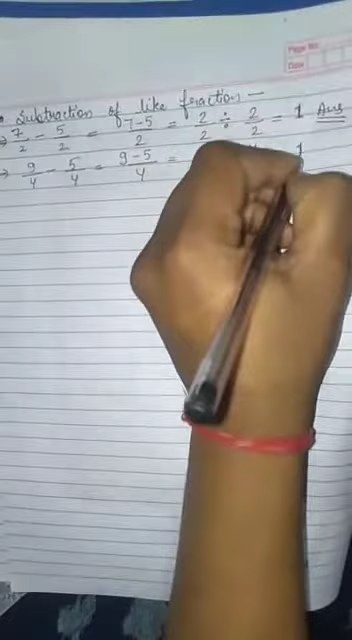 Page No.
Date
Subtraction of like fraction –
7/2 - 5/2 = 7-5/2 = 2/2 ÷ 2/2 = 1 Ans
⇒ 9/4 - 5/4 = 9-5/4 = 1